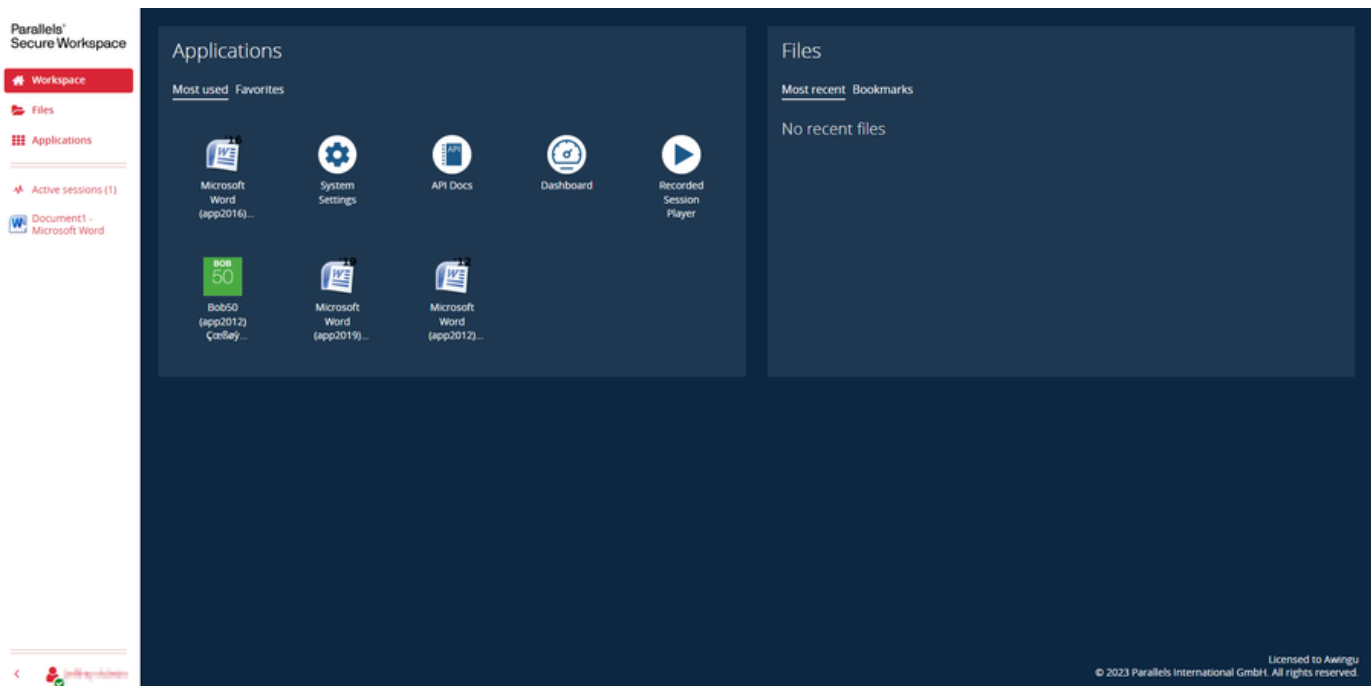 Parallels®
Secure Workspace
Workspace
Files
Applications
Active sessions (1)
Document1 -
Microsoft Word
Applications
Most used Favorites
'16
Microsoft
Word
(app2016)...
System
Settings
API
API Docs
Dashboard
Recorded
Session
Player
BOB
50
Bob50
(app2012)
Çœßøÿ...
'19
Microsoft
Word
(app2019)...
'12
Microsoft
Word
(app2012)...
Files
Most recent Bookmarks
No recent files
Licensed to Awingu
© 2023 Parallels International GmbH. All rights reserved.